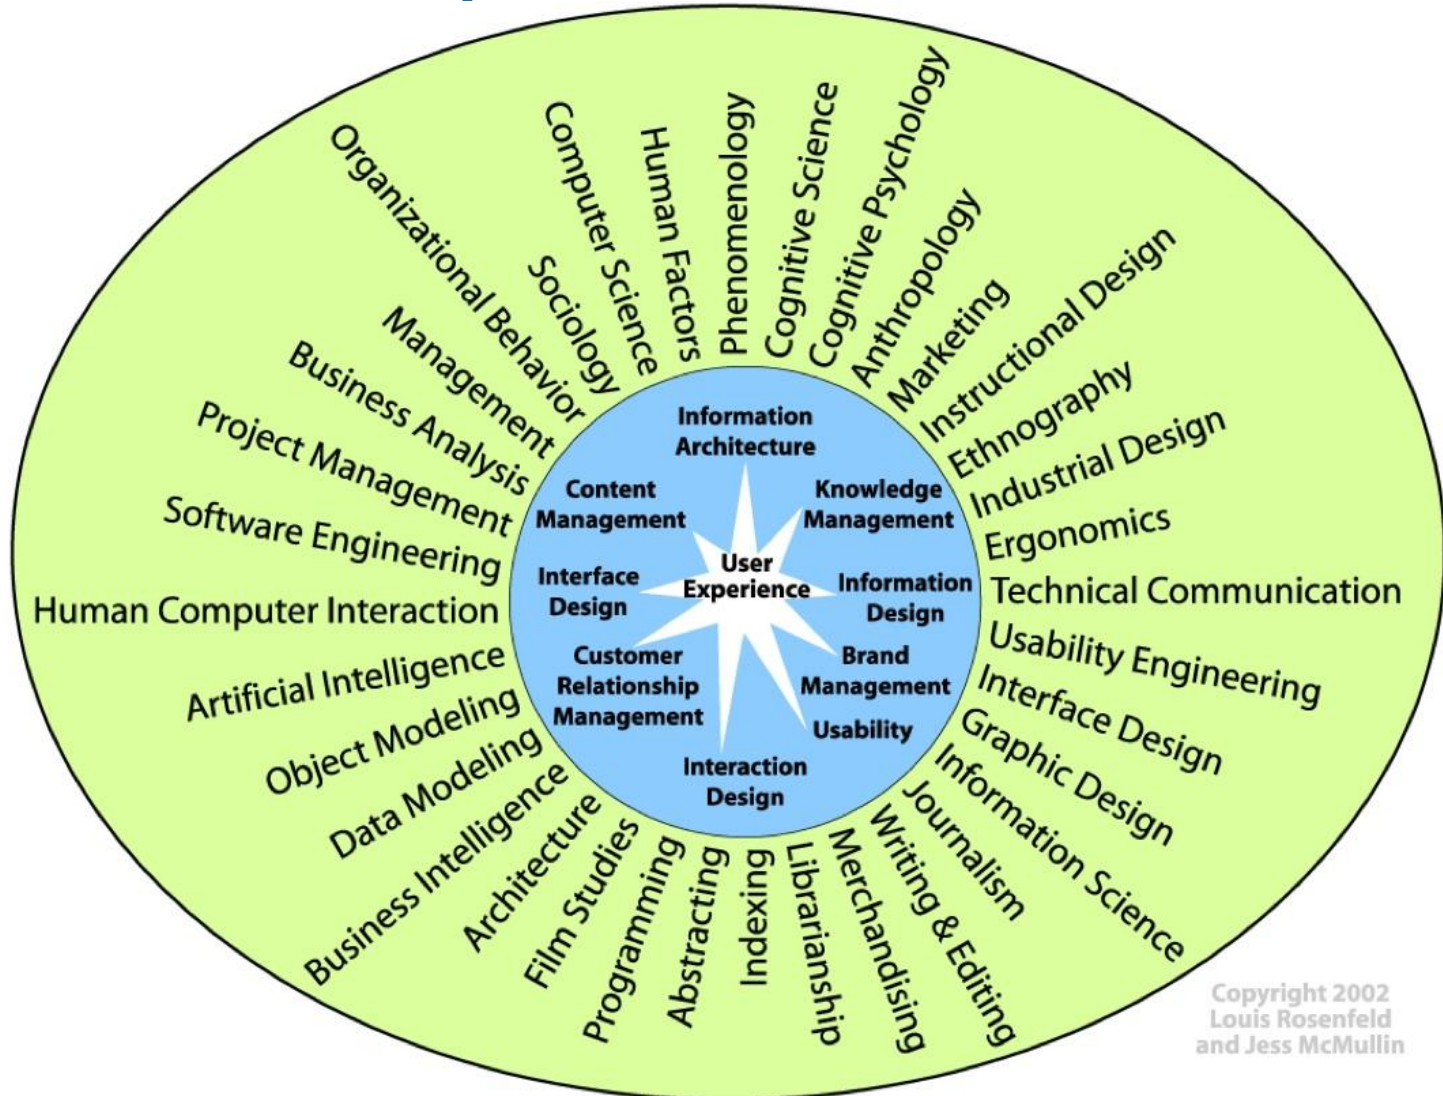 Organizational Behavior
Computer Science
Human Factors
Phenomenology
Cognitive Science
Cognitive Psychology
Anthropology
Marketing
Instructional Design
Ethnography
Industrial Design
Ergonomics
Technical Communication
Usability Engineering
Interface Design
Graphic Design
Information Science
Journalism
Writing & Editing
Merchandising
Librarianship
Indexing
Abstracting
Programming
Film Studies
Architecture
Business Intelligence
Data Modeling
Object Modeling
Artificial Intelligence
Human Computer Interaction
Software Engineering
Project Management
Business Analysis
Management
Sociology
Information
Architecture
Content
Management
Knowledge
Management
User
Experience
Interface
Design
Information
Design
Customer
Relationship
Management
Brand
Management
Usability
Interaction
Design
Copyright 2002
Louis Rosenfeld
and Jess McMullin